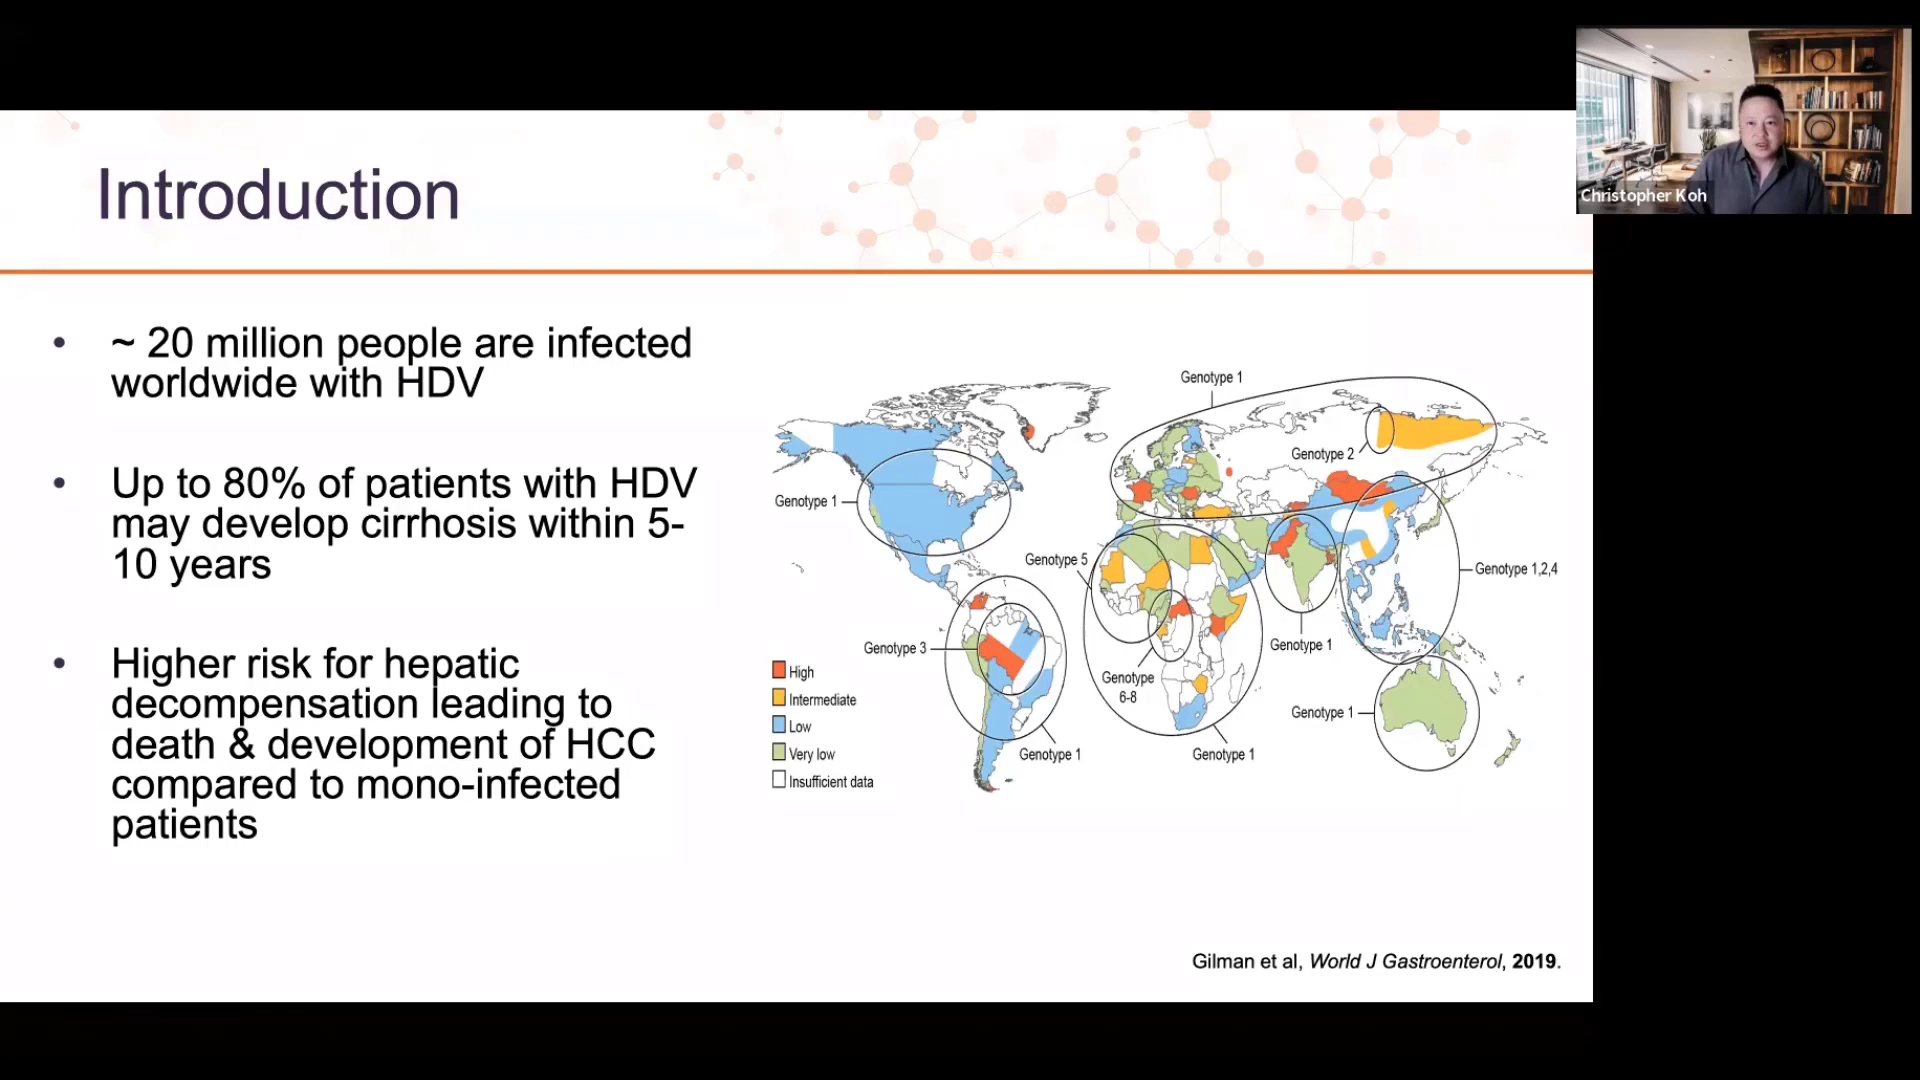 Christopher Koh
Introduction
• ~ 20 million people are infected
worldwide with HDV
• Up to 80% of patients with HDV
may develop cirrhosis within 5-
10 years
• Higher risk for hepatic
decompensation leading to
death & development of HCC
compared to mono-infected
patients
Genotype 1
Genotype 2
Genotype 1
Genotype 5
Genotype 1,2,4
Genotype 3
Genotype 1
Genotype
6-8
Genotype 1
Genotype 1
Genotype 1
High
Intermediate
Low
Very low
Insufficient data
Gilman et al, World J Gastroenterol, 2019.